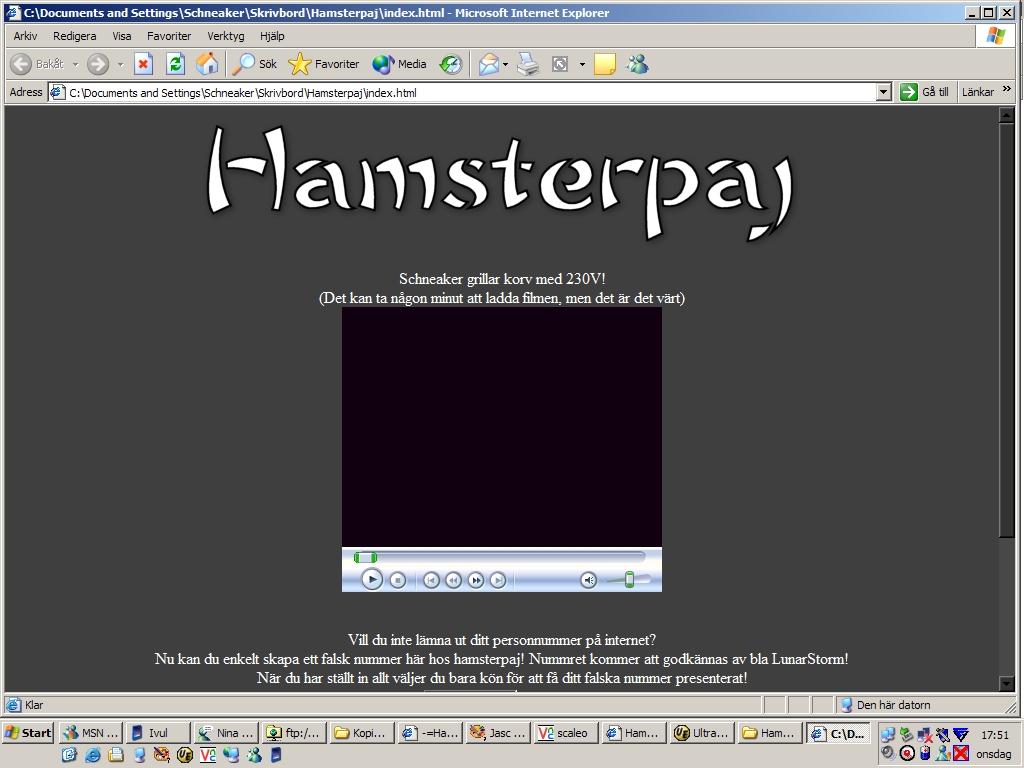 C:\Documents and Settings\Schneaker\Skrivbord\Hamsterpaj\index.html - Microsoft Internet Explorer
Arkiv Redigera Visa Favoriter Verktyg Hjälp
Bakåt Sök Favoriter Media
Adress C:\Documents and Settings\Schneaker\Skrivbord\Hamsterpaj\index.html Gå till Länkar »
Hamsterpaj
Schneaker grillar korv med 230V!
(Det kan ta någon minut att ladda filmen, men det är det värt)
Vill du inte lämna ut ditt personnummer på internet?
Nu kan du enkelt skapa ett falsk nummer här hos hamsterpaj! Nummret kommer att godkännas av bla LunarStorm!
När du har ställt in allt väljer du bara kön för att få ditt falska nummer presenterat!
Klar Den här datorn
Start MSN ... Ivul Nina ... ftp:/... Kopi... -=Ha... Jasc ... scaleo Ham... Ultra... Ham... C:\D... 17:51
onsdag